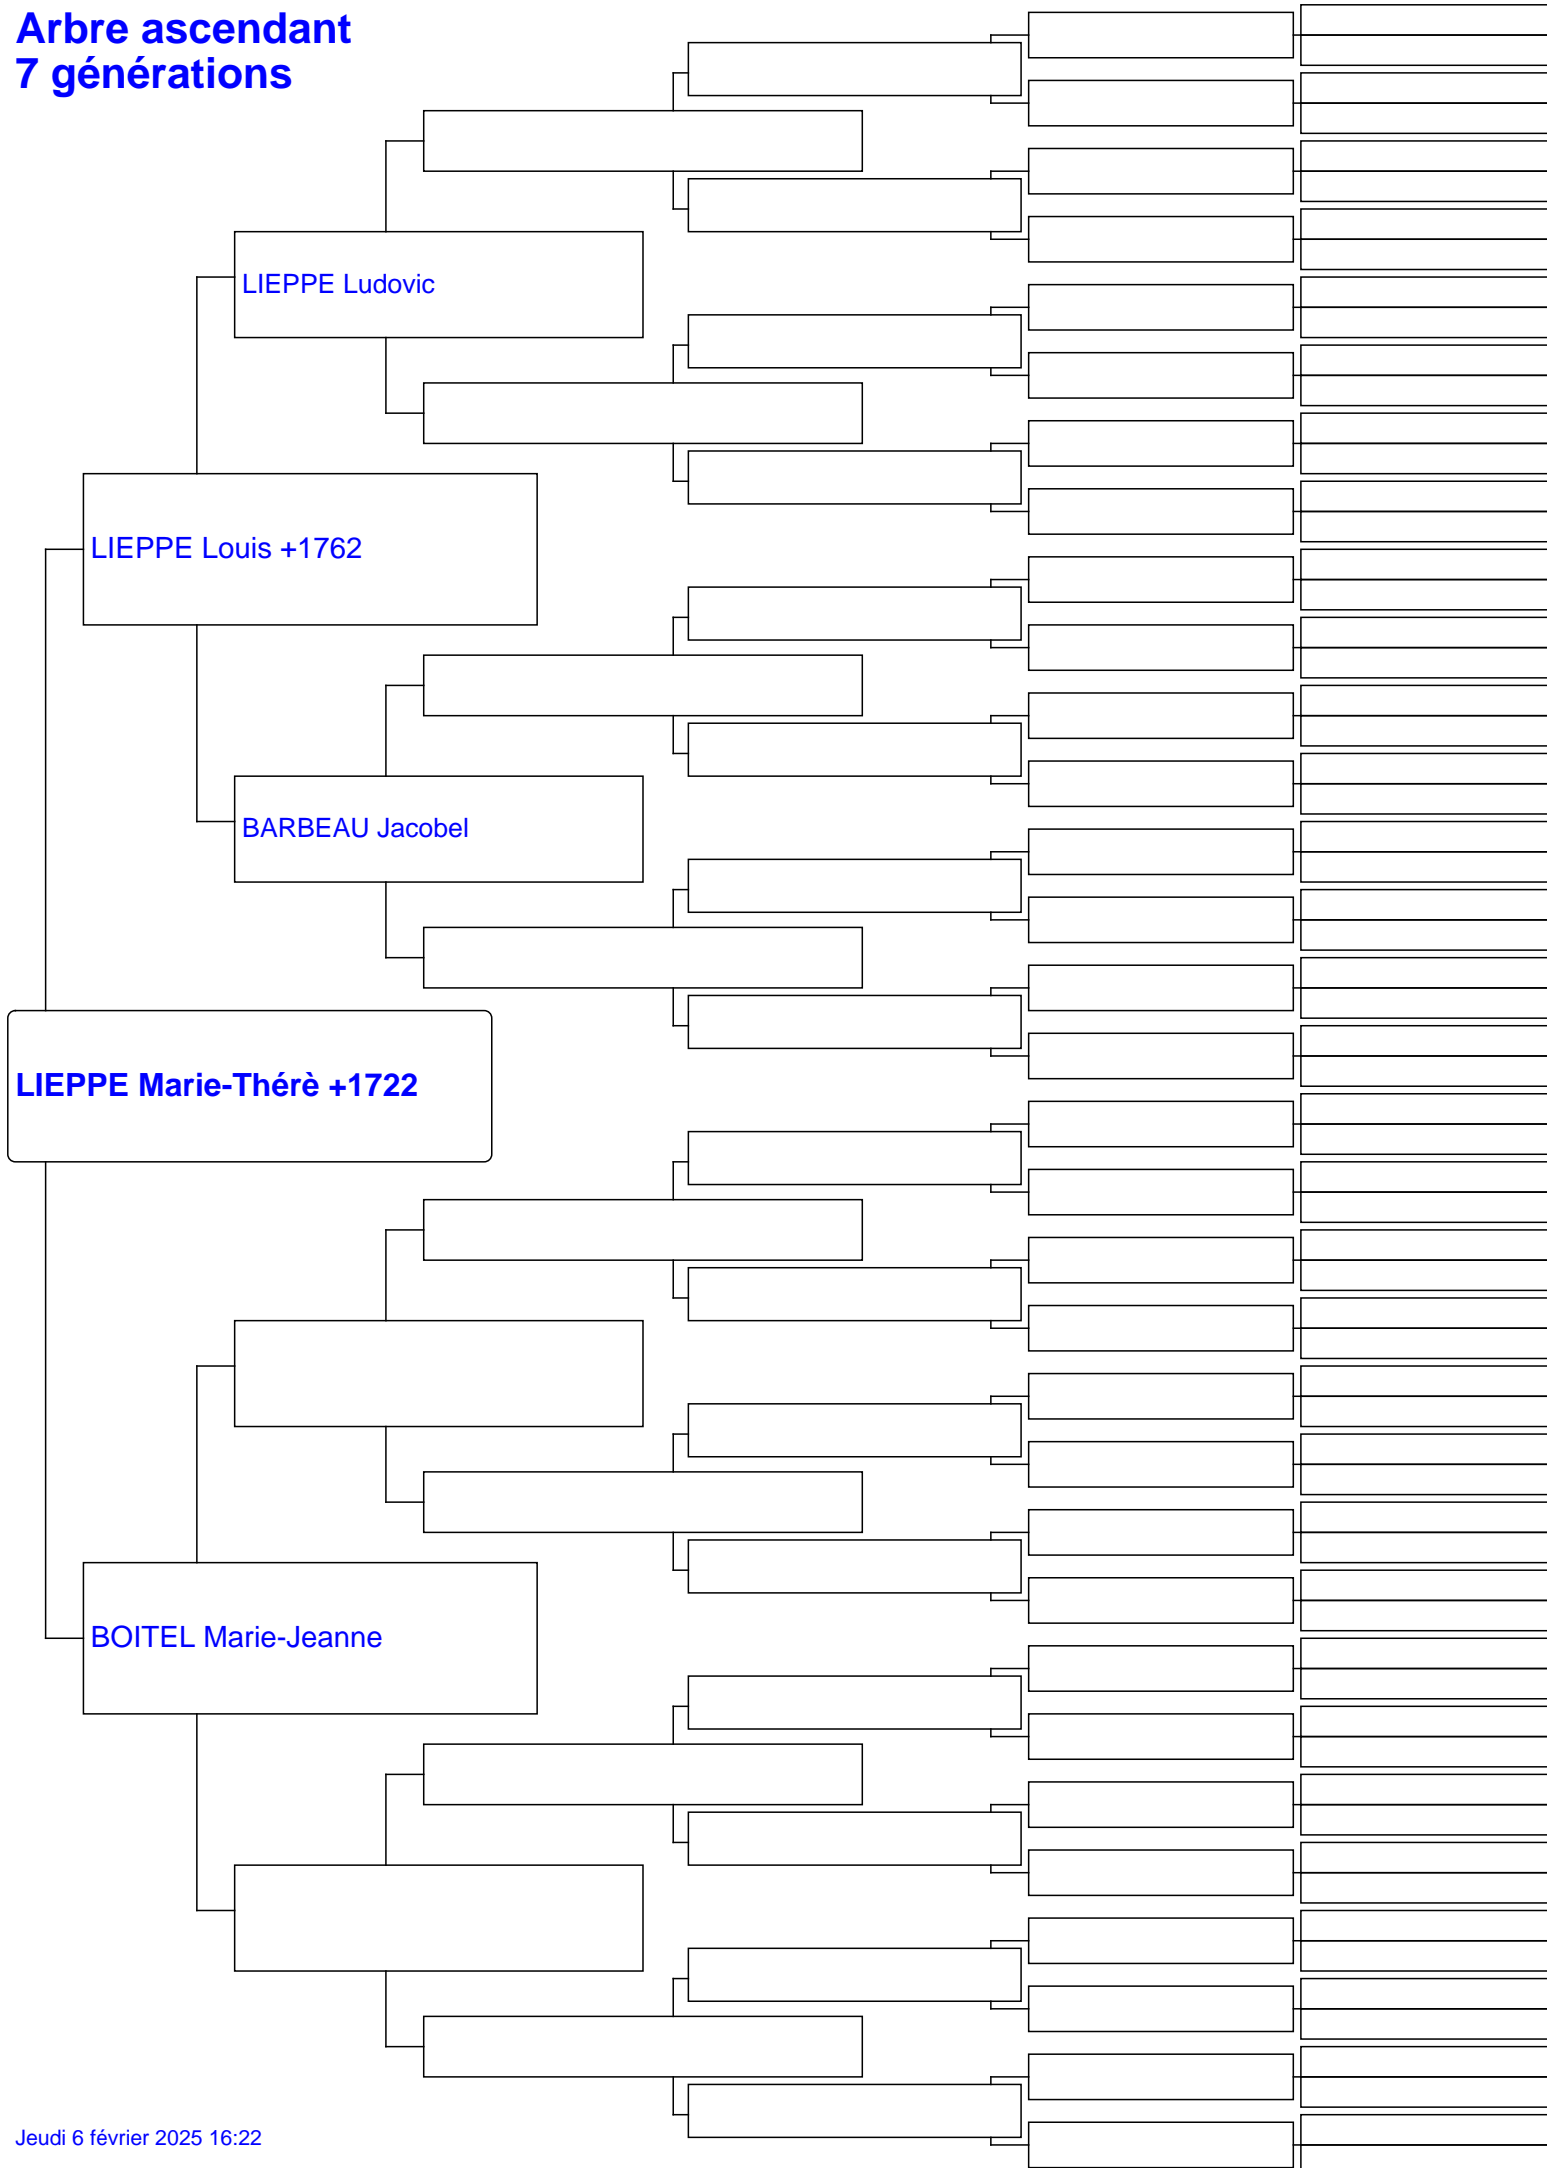 Arbre ascendant
7 générations
LIEPPE Ludovic
LIEPPE Louis +1762
BARBEAU Jacobel
LIEPPE Marie-Thérè +1722
BOITEL Marie-Jeanne
Jeudi 6 février 2025 16:22